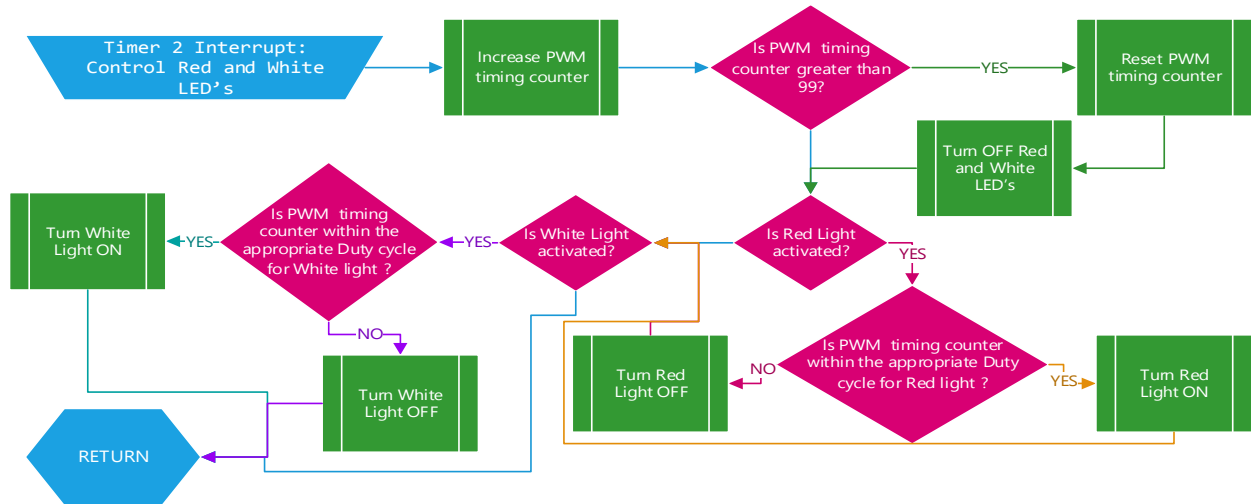 Timer 2 Interrupt:
Control Red and White
LED's
Increase PWM
timing counter
Is PWM timing
counter greater than
99?
YES
Reset PWM
timing counter
Turn OFF Red
and White
LED's
Is Red Light
activated?
YES
Is White Light
activated?
YES
Is PWM timing
counter within the
appropriate Duty cycle
for White light ?
YES
Turn White
Light ON
NO
Turn White
Light OFF
Is PWM timing counter
within the appropriate Duty
cycle for Red light ?
NO
Turn Red
Light OFF
YES
Turn Red
Light ON
RETURN